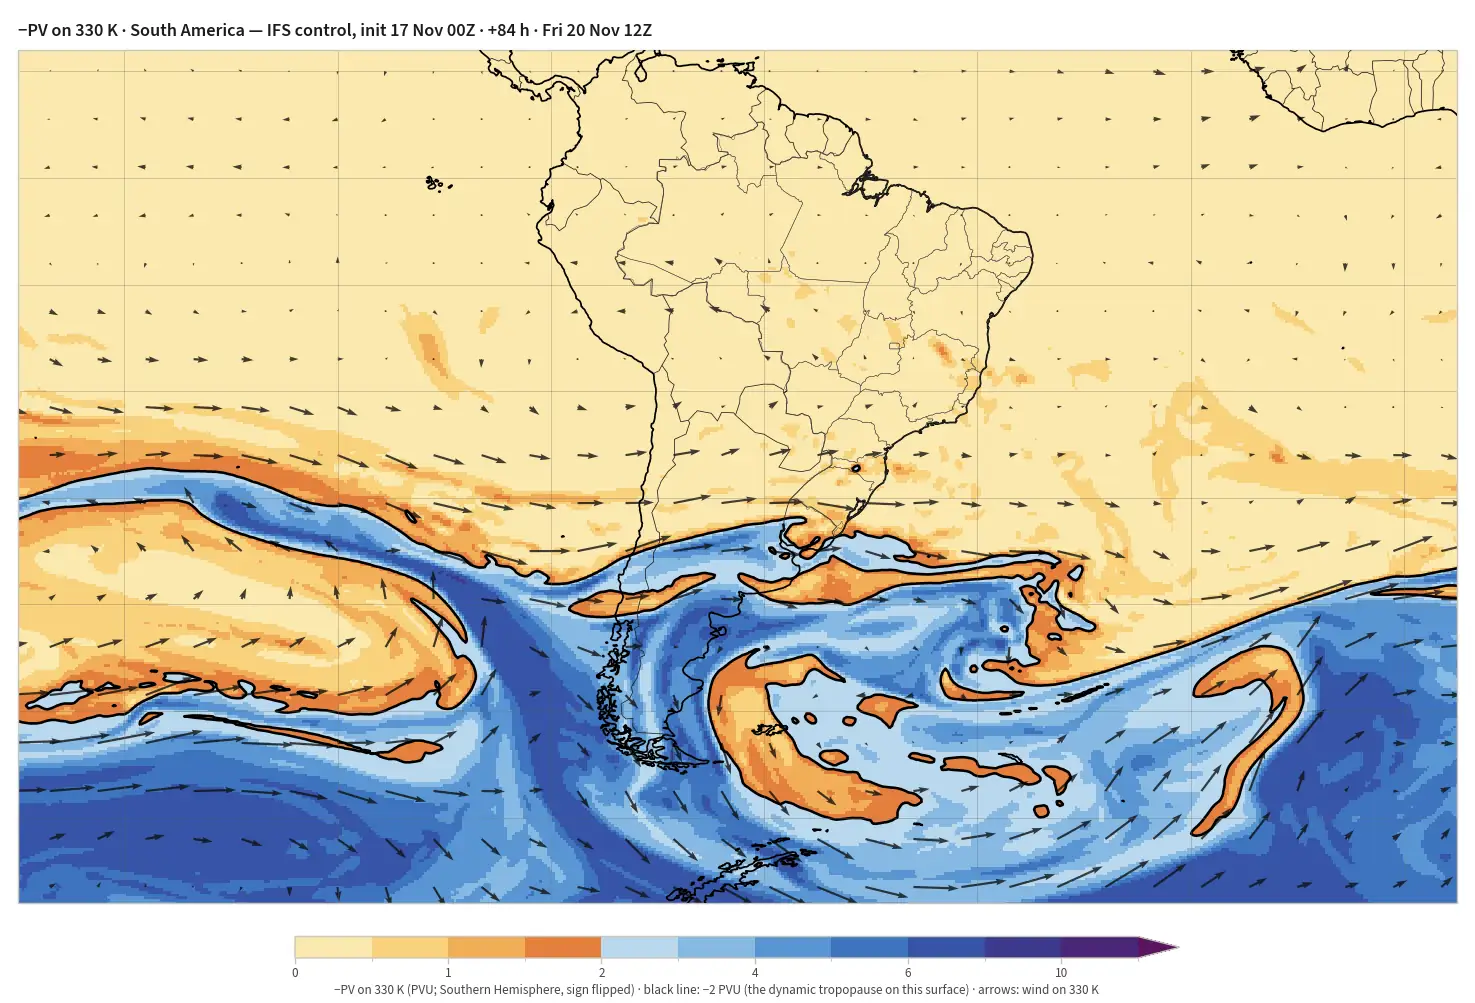 −PV on 330 K · South America — IFS control, init 17 Nov 00Z · +84 h · Fri 20 Nov 12Z
0 1 2 4 6 10
−PV on 330 K (PVU; Southern Hemisphere, sign flipped) · black line: −2 PVU (the dynamic tropopause on this surface) · arrows: wind on 330 K